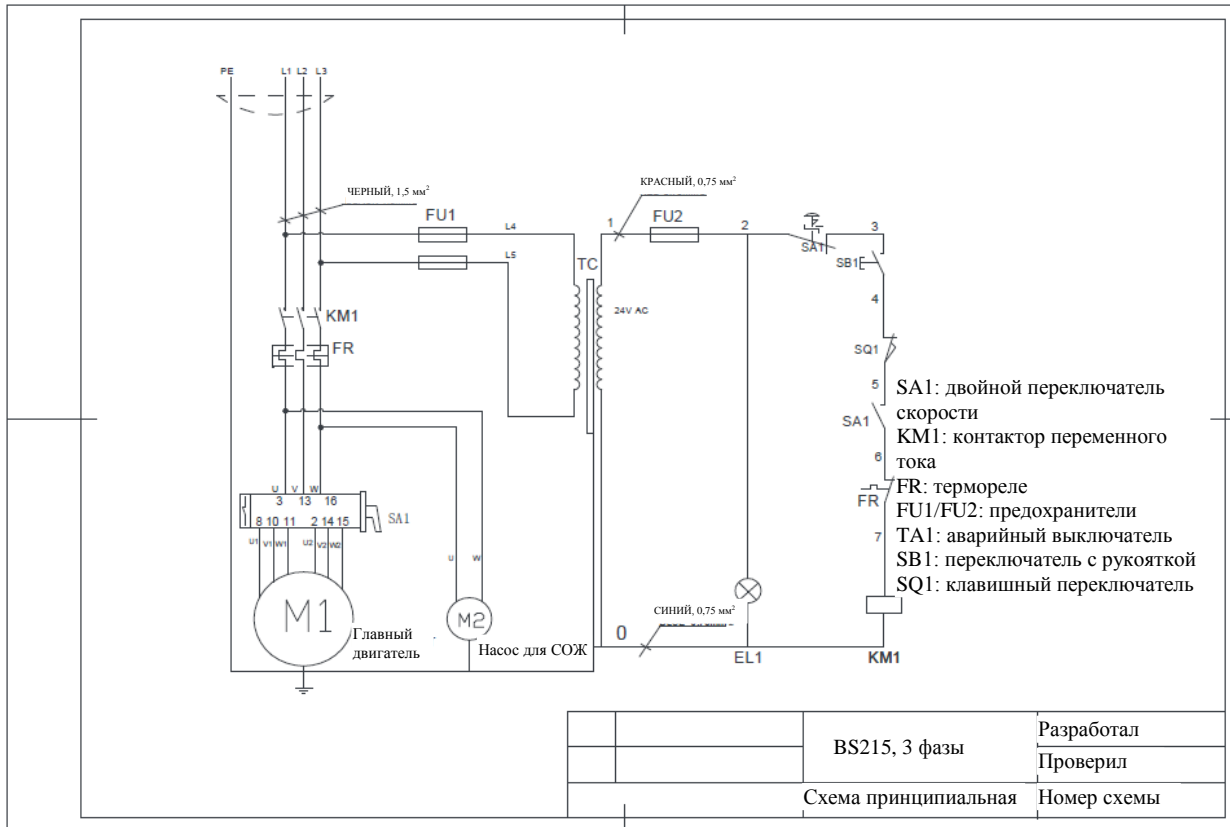 PE L1 L2 L3
ЧЕРНЫЙ, 1,5 мм²
КРАСНЫЙ, 0,75 мм²
FU1
L4
L5
TC
1
FU2
2
SA1
3
SB1
4
24V AC
KM1
FR
SQ1
5
SA1
6
FR
7
SA1: двойной переключатель
скорости
KM1: контактор переменного
тока
FR: термореле
FU1/FU2: предохранители
TA1: аварийный выключатель
SB1: переключатель с рукояткой
SQ1: клавишный переключатель
U V W
3 13 16
8 10 11 2 14 15
SA1
U1 V1 W1 U2 V2 W2
U W
M1
Главный
двигатель
M2
Насос для СОЖ
0
СИНИЙ, 0,75 мм²
EL1
KM1
BS215, 3 фазы
Разработал
Проверил
Схема принципиальная
Номер схемы